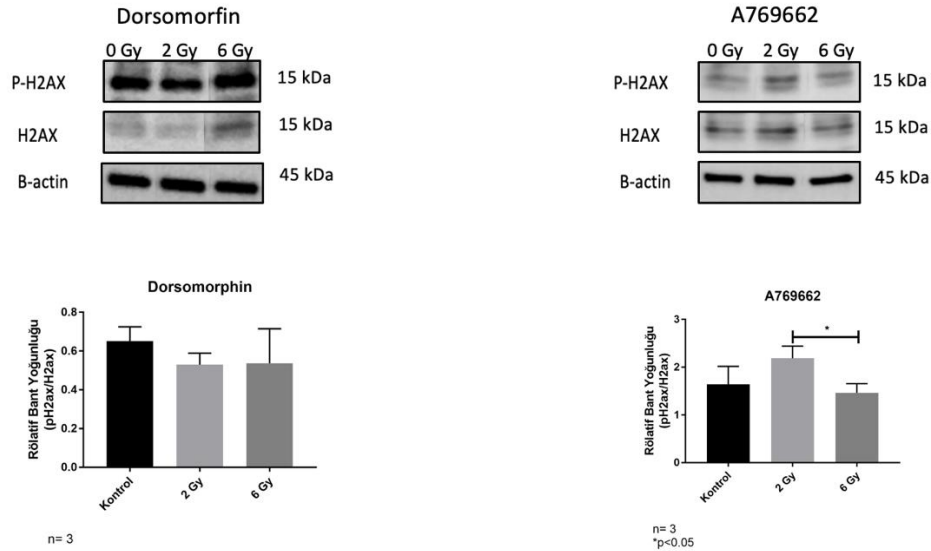 Dorsomorfin
0 Gy 2 Gy 6 Gy
P-H2AX 15 kDa
H2AX 15 kDa
B-actin 45 kDa
A769662
0 Gy 2 Gy 6 Gy
P-H2AX 15 kDa
H2AX 15 kDa
B-actin 45 kDa
Dorsomorphin
Rölatif Bant Yoğunluğu
(pH2ax/H2ax)
0.8
0.6
0.4
0.2
0.0
Kontrol 2 Gy 6 Gy
n= 3
A769662
Rölatif Bant Yoğunluğu
(pH2ax/H2ax)
3
2
1
0
*
Kontrol 2 Gy 6 Gy
n= 3
*p<0.05